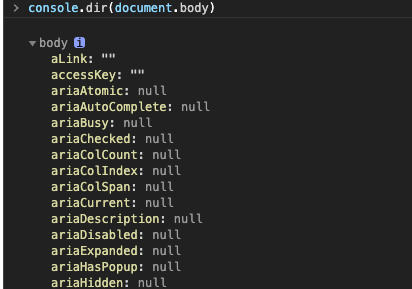 > console.dir(document.body)
▼ body i
aLink: ""
accessKey: ""
ariaAtomic: null
ariaAutoComplete: null
ariaBusy: null
ariaChecked: null
ariaColCount: null
ariaColIndex: null
ariaColSpan: null
ariaCurrent: null
ariaDescription: null
ariaDisabled: null
ariaExpanded: null
ariaHasPopup: null
ariaHidden: null